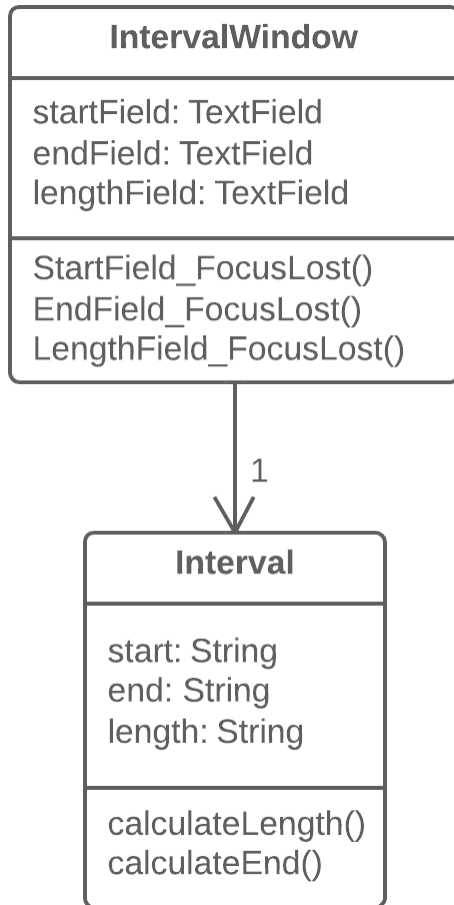 IntervalWindow
startField: TextField
endField: TextField
lengthField: TextField
StartField_FocusLost()
EndField_FocusLost()
LengthField_FocusLost()
1
Interval
start: String
end: String
length: String
calculateLength()
calculateEnd()